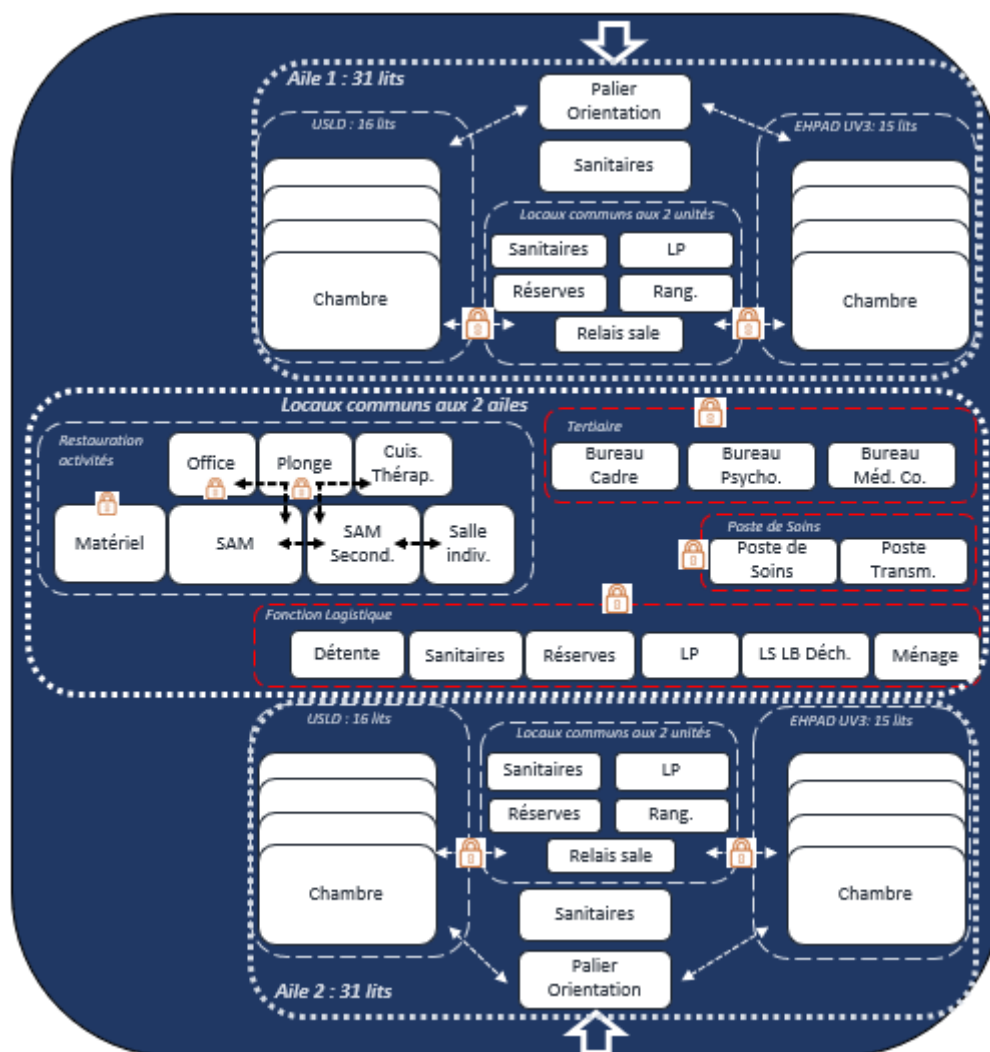 Aile 1 : 31 lits
Palier
Orientation
USLD : 16 lits
EHPAD UV3: 15 lits
Sanitaires
Chambre
Locaux communs aux 2 unités
Sanitaires
LP
Réserves
Rang.
Relais sale
Chambre
Locaux communs aux 2 ailes
Restauration
activités
Office
Plonge
Cuis.
Thérap.
Matériel
SAM
SAM
Second.
Salle
indiv.
Tertiaire
Bureau
Cadre
Bureau
Psycho.
Bureau
Méd. Co.
Poste de Soins
Poste de
Soins
Poste
Transm.
Fonction Logistique
Détente
Sanitaires
Réserves
LP
LS LB Déch.
Ménage
USLD : 16 lits
EHPAD UV3: 15 lits
Locaux communs aux 2 unités
Sanitaires
LP
Réserves
Rang.
Relais sale
Chambre
Chambre
Sanitaires
Palier
Orientation
Aile 2 : 31 lits